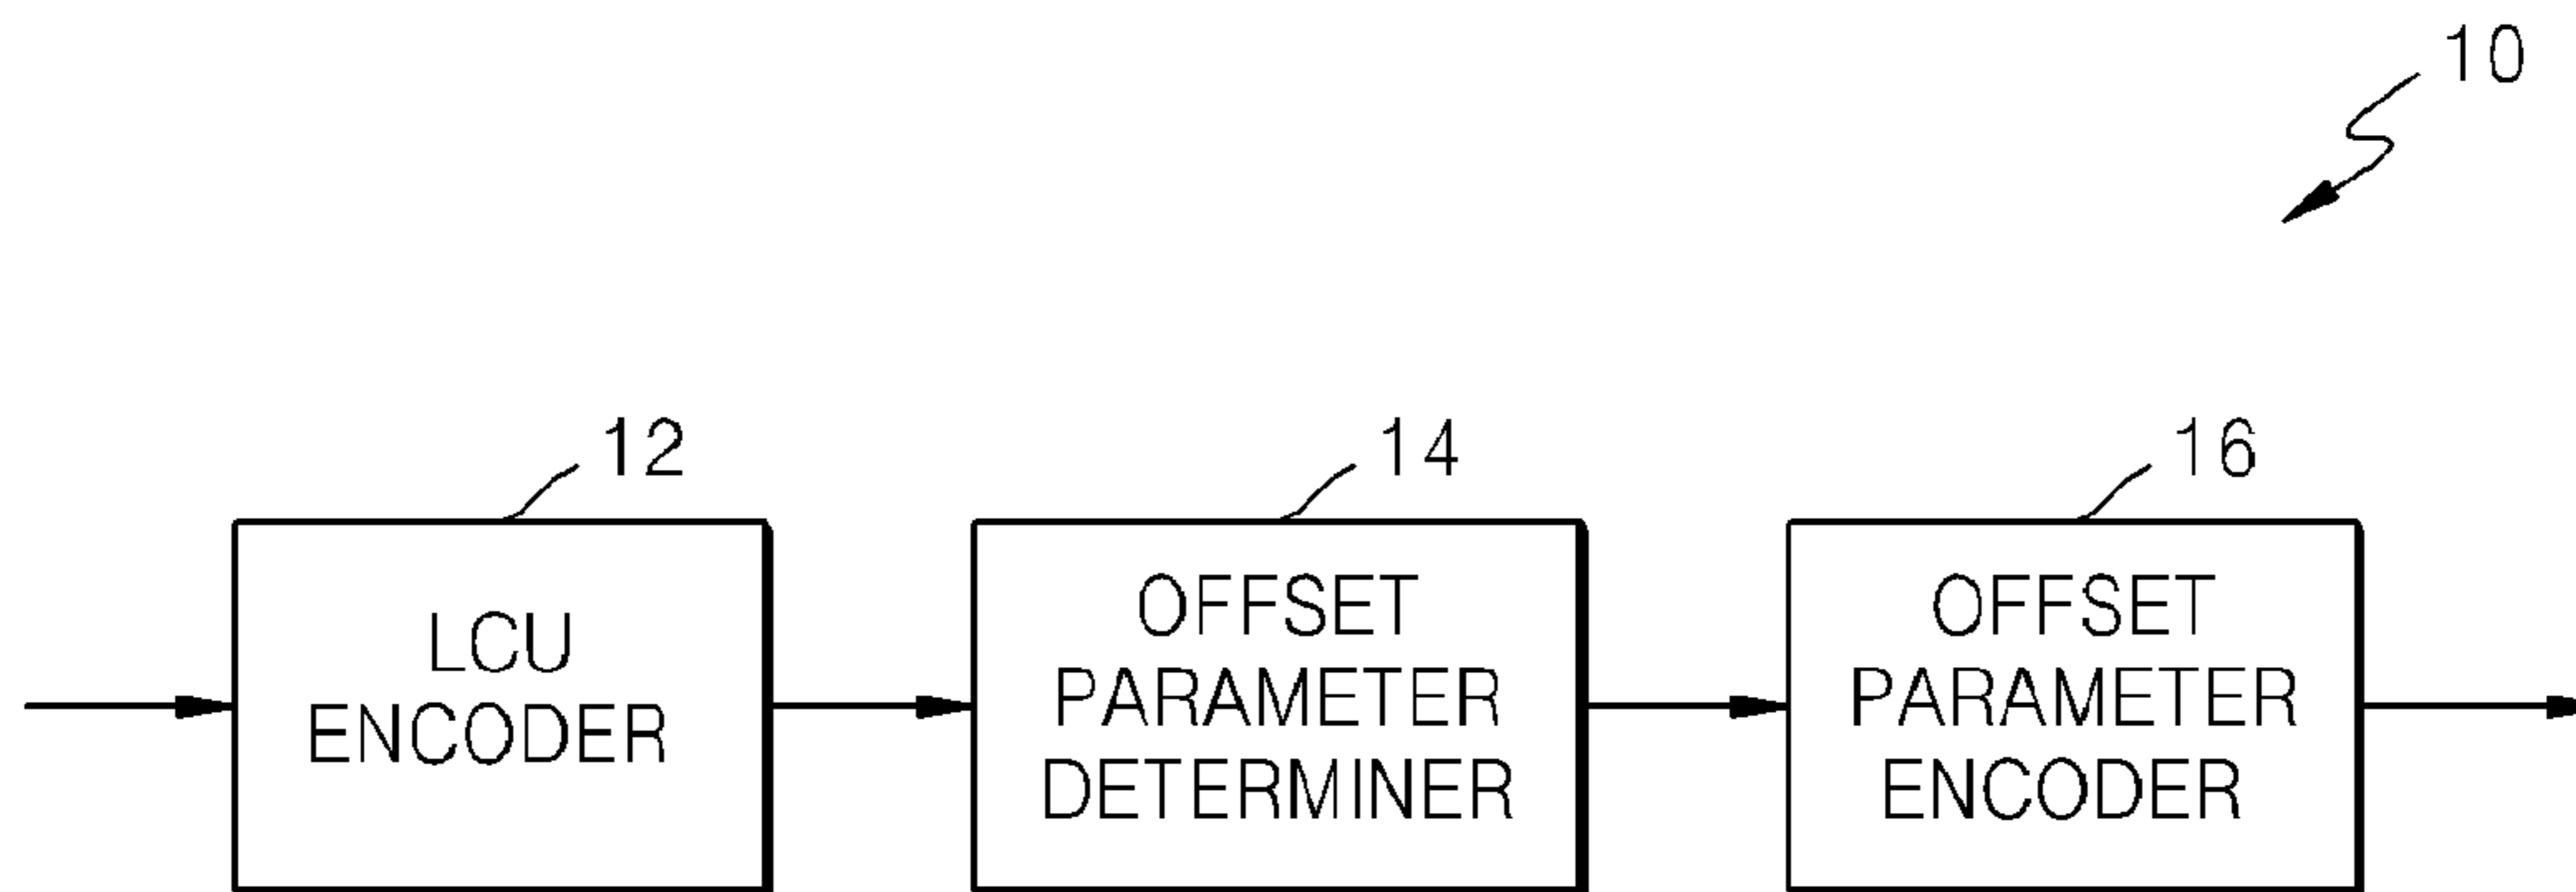 10
12
14
16
LCU
ENCODER
OFFSET
PARAMETER
DETERMINER
OFFSET
PARAMETER
ENCODER